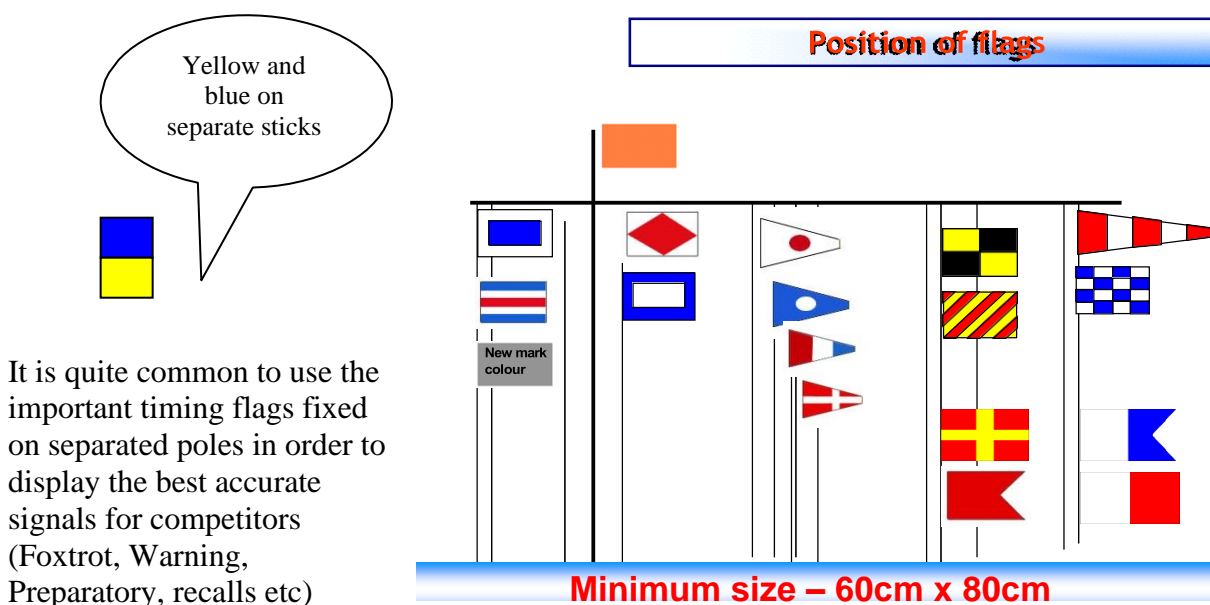 Yellow and
blue on
separate sticks
It is quite common to use the
important timing flags fixed
on separated poles in order to
display the best accurate
signals for competitors
(Foxtrot, Warning,
Preparatory, recalls etc)
Position of flags
New mark
colour
Minimum size – 60cm x 80cm